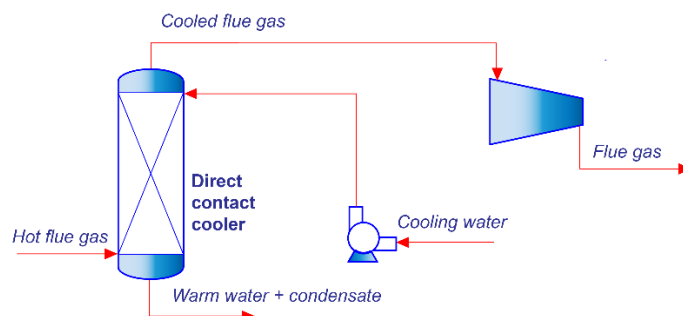 Cooled flue gas
Flue gas
Direct
contact
cooler
Cooling water
Hot flue gas
Warm water + condensate